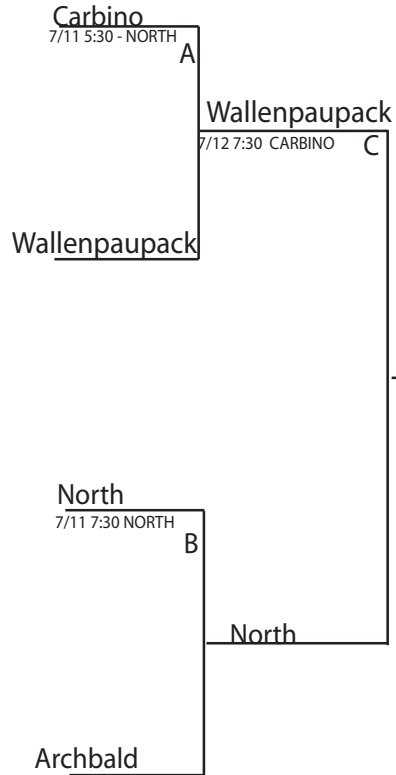 Carbino
7/11 5:30 - NORTH
A
Wallenpaupack
7/12 7:30 CARBINO
C
Wallenpaupack
North
7/11 7:30 NORTH
B
North
Archbald